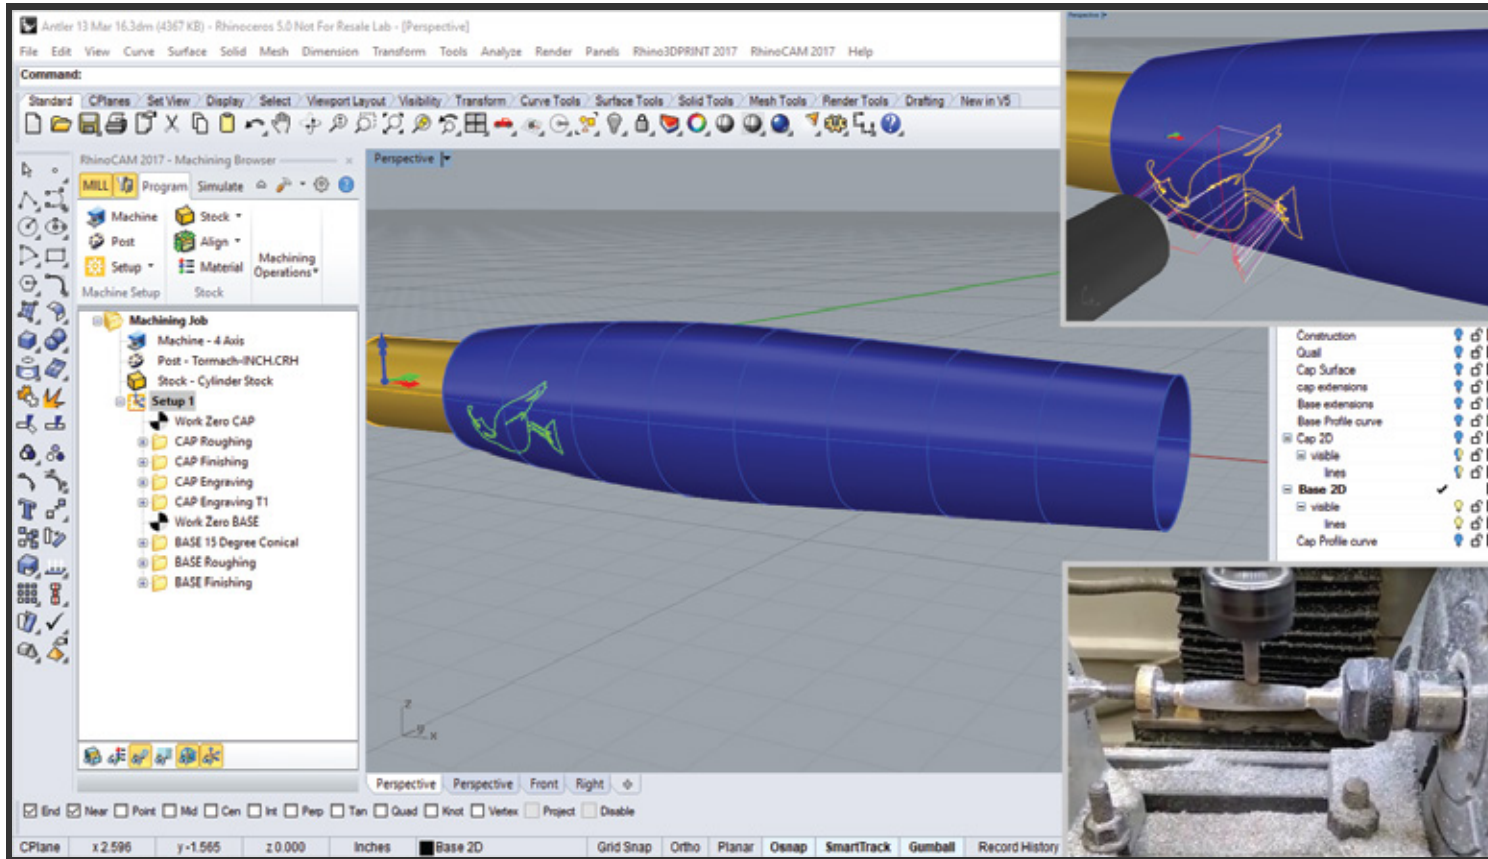 Antler 13 Mar 16.3dm (4367 KB) - Rhinoceros 5.0 Not For Resale Lab - [Perspective]
File Edit View Curve Surface Solid Mesh Dimension Transform Tools Analyze Render Panels Rhino3DPRINT 2017 RhinoCAM 2017 Help
Command:
Standard CPlanes Set View Display Select Viewport Layout Visibility Transform Curve Tools Surface Tools Solid Tools Mesh Tools Render Tools Drafting New in V5
RhinoCAM 2017 - Machining Browser
MILL Program Simulate
Machine Stock
Post Align
Setup Material
Machining Operations
Machine Setup Stock
Machining Job
Machine - 4 Axis
Post - Tormach-INCH.CRH
Stock - Cylinder Stock
Setup 1
Work Zero CAP
CAP Roughing
CAP Finishing
CAP Engraving
CAP Engraving T1
Work Zero BASE
BASE 15 Degree Conical
BASE Roughing
BASE Finishing
Perspective
z
y
x
Perspective
Construction
Quail
Cap Surface
cap extensions
Base extensions
Base Profile curve
Cap 2D
visible
lines
Base 2D
visible
lines
Cap Profile curve
Perspective Perspective Front Right
End Near Point Mid Cen Int Perp Tan Quad Knot Vertex Project Disable
CPlane x 2.596 y -1.565 z 0.000 Inches Base 2D Grid Snap Ortho Planar Osnap SmartTrack Gumball Record History